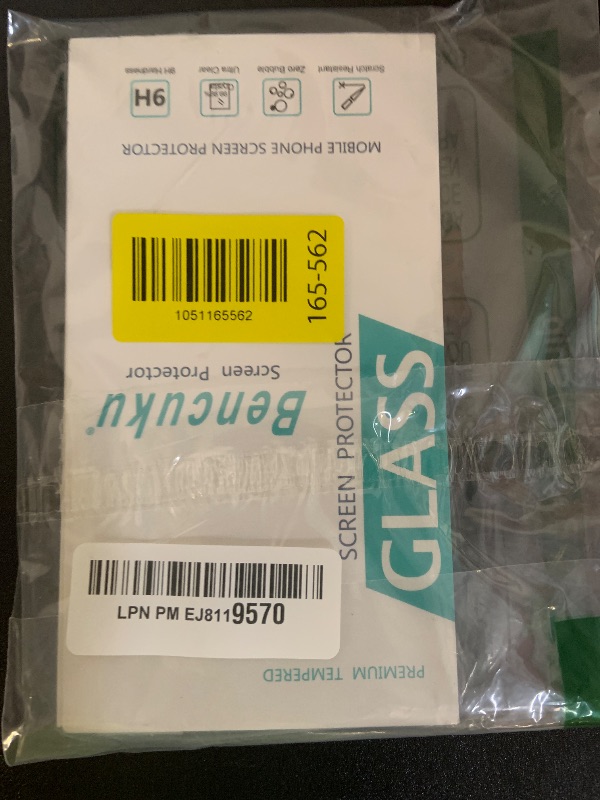 PREMIUM TEMPERED
GLASS
SCREEN PROTECTOR
Bencuku®
Screen Protector
MOBILE PHONE SCREEN PROTECTOR
Scratch Resistant
Zero Bubble
Ultra Clear
9H Hardness
9H
1051165562
165-562
LPN PM EJ8119570